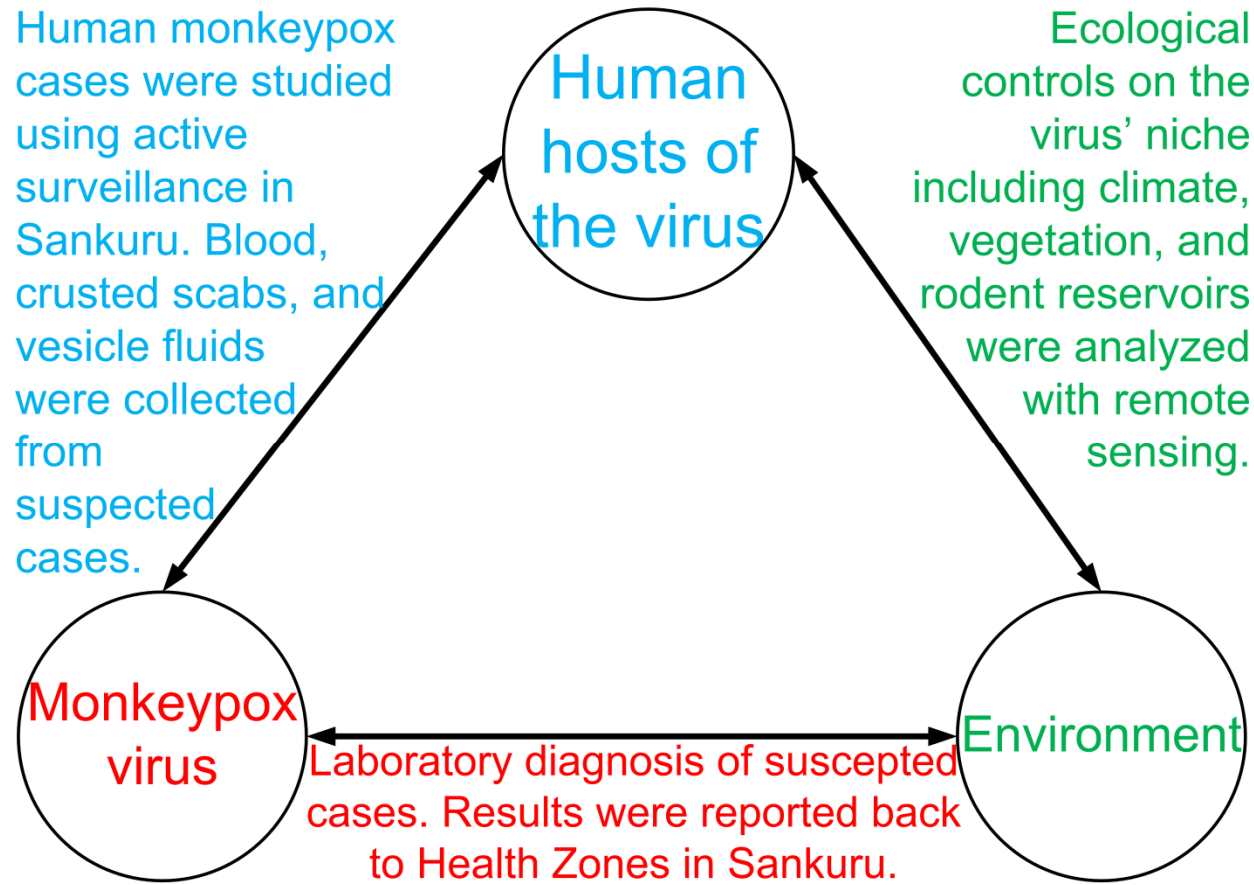 Human monkeypox
cases were studied
using active
surveillance in
Sankuru. Blood,
crusted scabs, and
vesicle fluids
were collected
from
suspected
cases.
Human
hosts of
the virus
Ecological
controls on the
virus’ niche
including climate,
vegetation, and
rodent reservoirs
were analyzed
with remote
sensing.
Monkeypox
virus
Laboratory diagnosis of suscepted
cases. Results were reported back
to Health Zones in Sankuru.
Environment